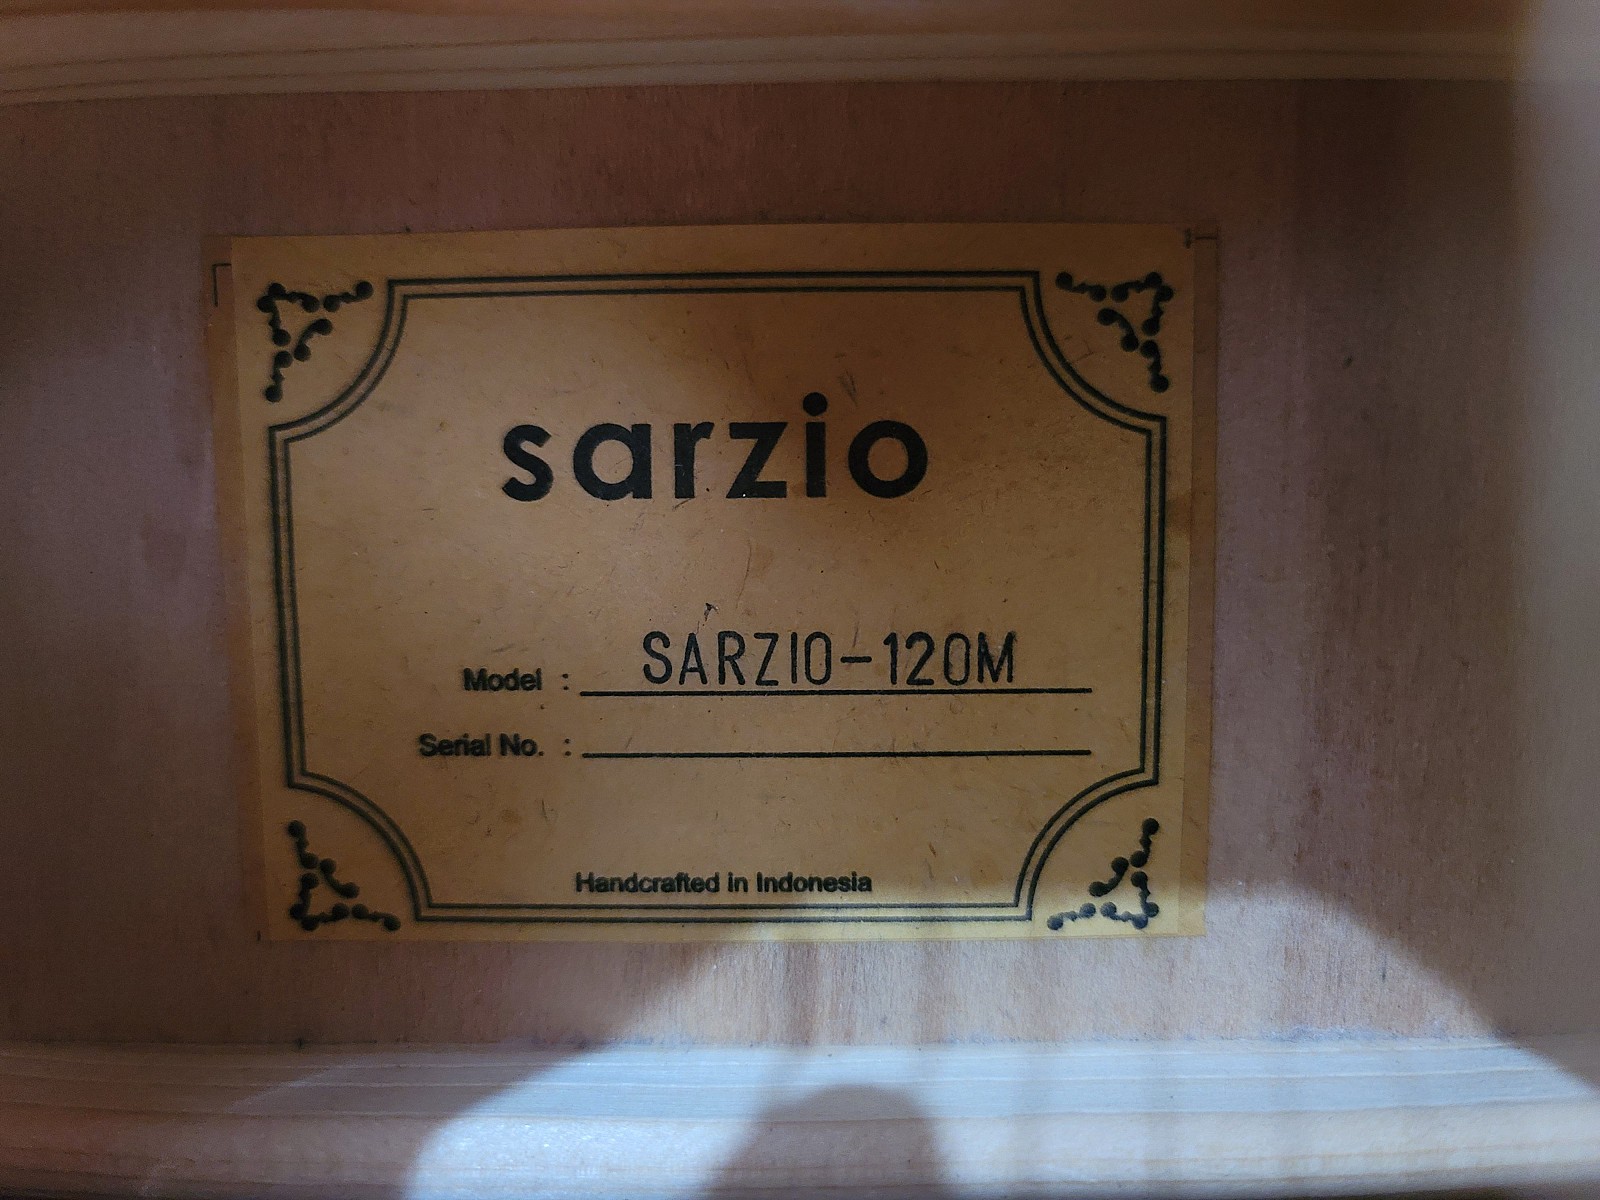 sarzio
Model : SARZIO-120M
Serial No. :
Handcrafted in Indonesia